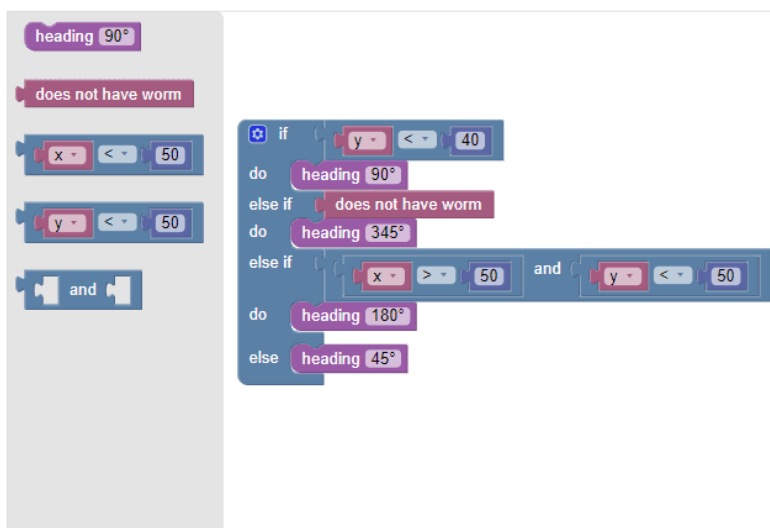 heading 90°
does not have worm
x < 50
y < 50
and
if y < 40
do heading 90°
else if does not have worm
do heading 345°
else if x > 50 and y < 50
do heading 180°
else heading 45°